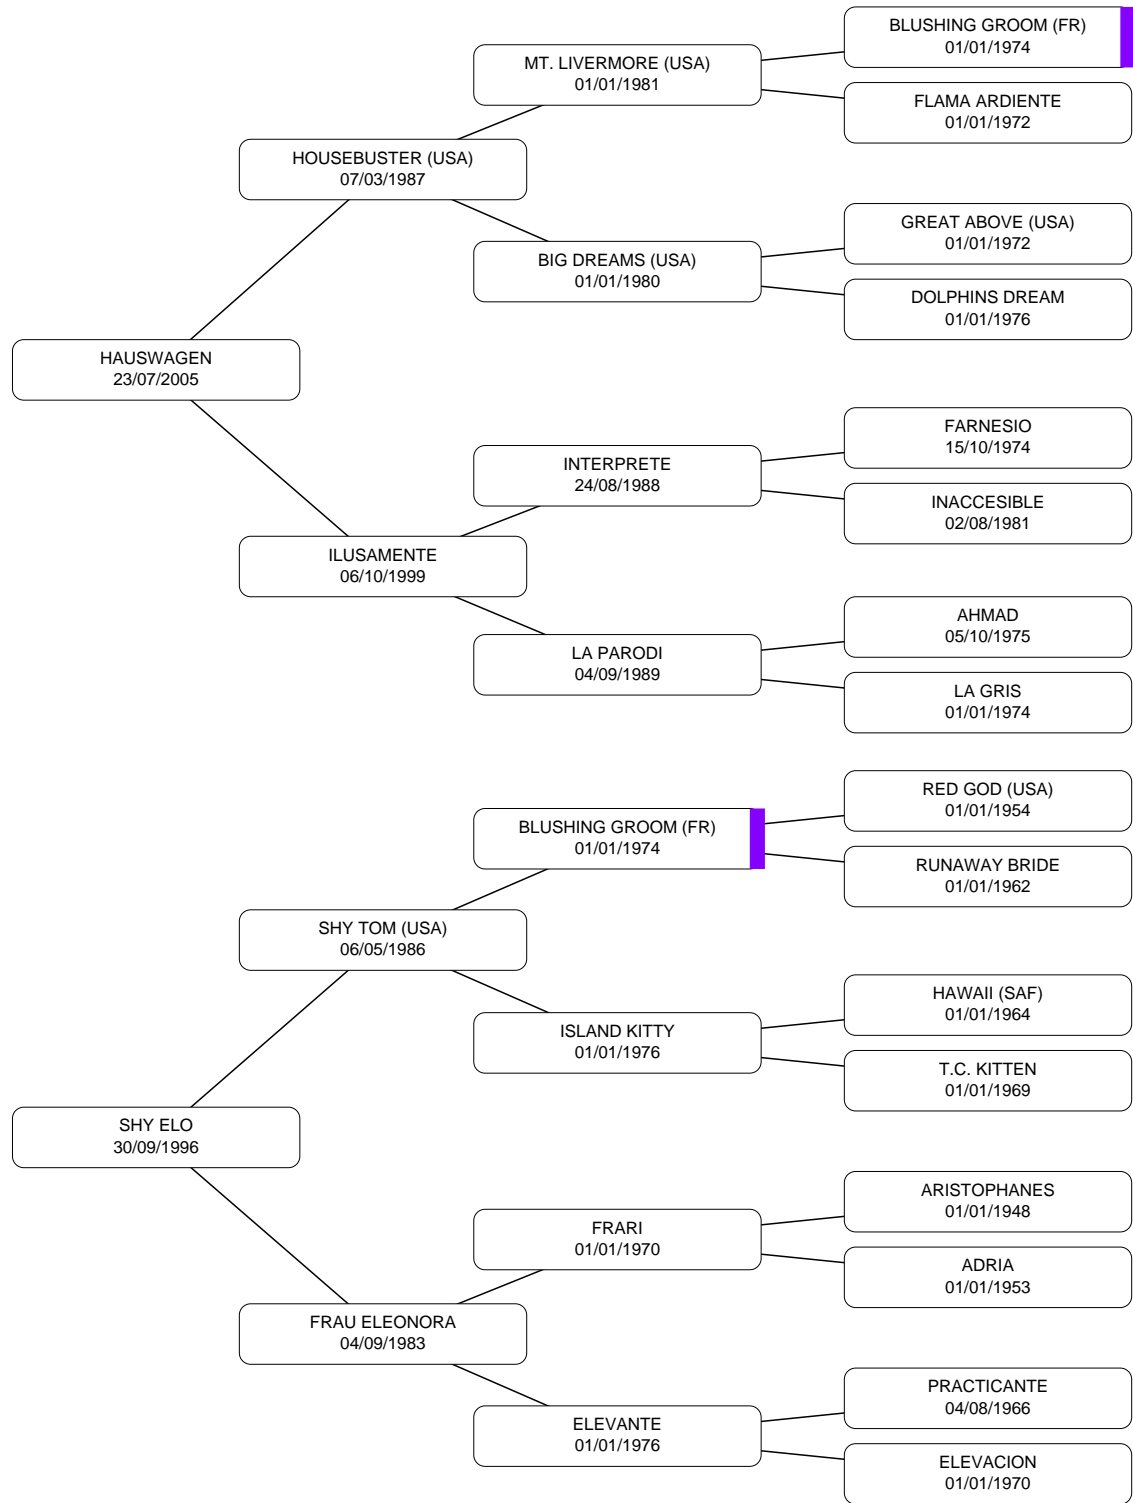 BLUSHING GROOM (FR)
01/01/1974
MT. LIVERMORE (USA)
01/01/1981
FLAMA ARDIENTE
01/01/1972
HOUSEBUSTER (USA)
07/03/1987
GREAT ABOVE (USA)
01/01/1972
BIG DREAMS (USA)
01/01/1980
DOLPHINS DREAM
01/01/1976
HAUSWAGEN
23/07/2005
FARNESIO
15/10/1974
INTERPRETE
24/08/1988
INACCESIBLE
02/08/1981
ILUSAMENTE
06/10/1999
AHMAD
05/10/1975
LA PARODI
04/09/1989
LA GRIS
01/01/1974
RED GOD (USA)
01/01/1954
BLUSHING GROOM (FR)
01/01/1974
RUNAWAY BRIDE
01/01/1962
SHY TOM (USA)
06/05/1986
HAWAII (SAF)
01/01/1964
ISLAND KITTY
01/01/1976
T.C. KITTEN
01/01/1969
SHY ELO
30/09/1996
ARISTOPHANES
01/01/1948
FRARI
01/01/1970
ADRIA
01/01/1953
FRAU ELEONORA
04/09/1983
PRACTICANTE
04/08/1966
ELEVANTE
01/01/1976
ELEVACION
01/01/1970